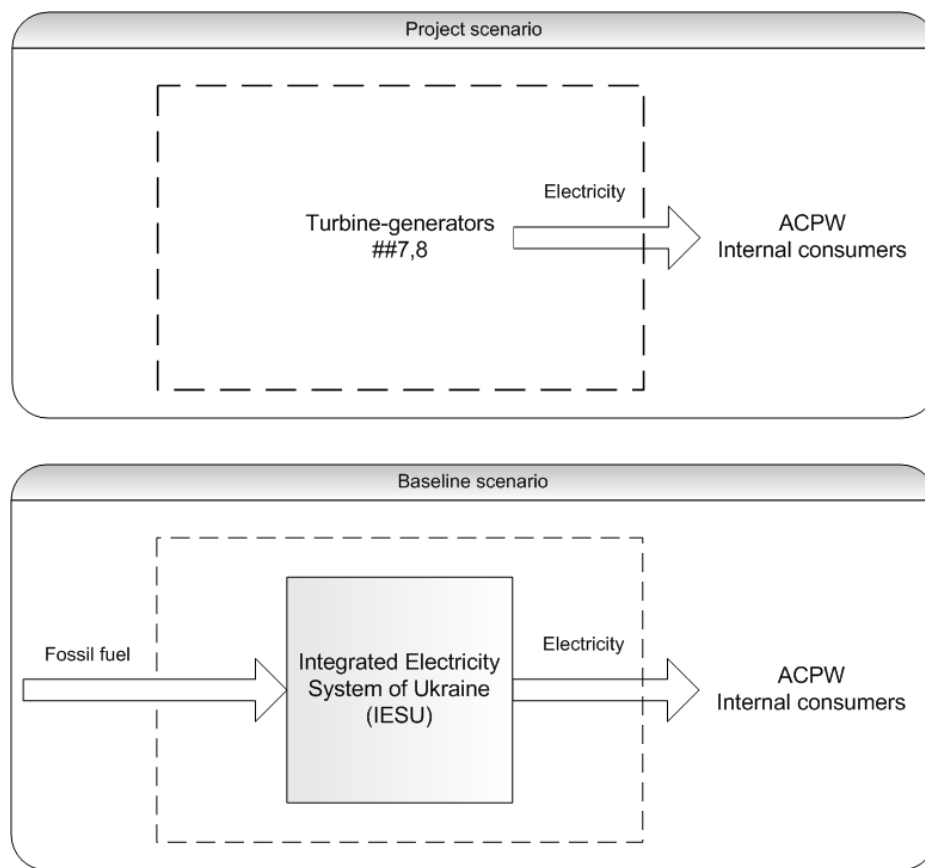 Project scenario
Electricity
Turbine-generators
##7,8
ACPW
Internal consumers
Baseline scenario
Fossil fuel
Integrated Electricity
System of Ukraine
(IESU)
Electricity
ACPW
Internal consumers